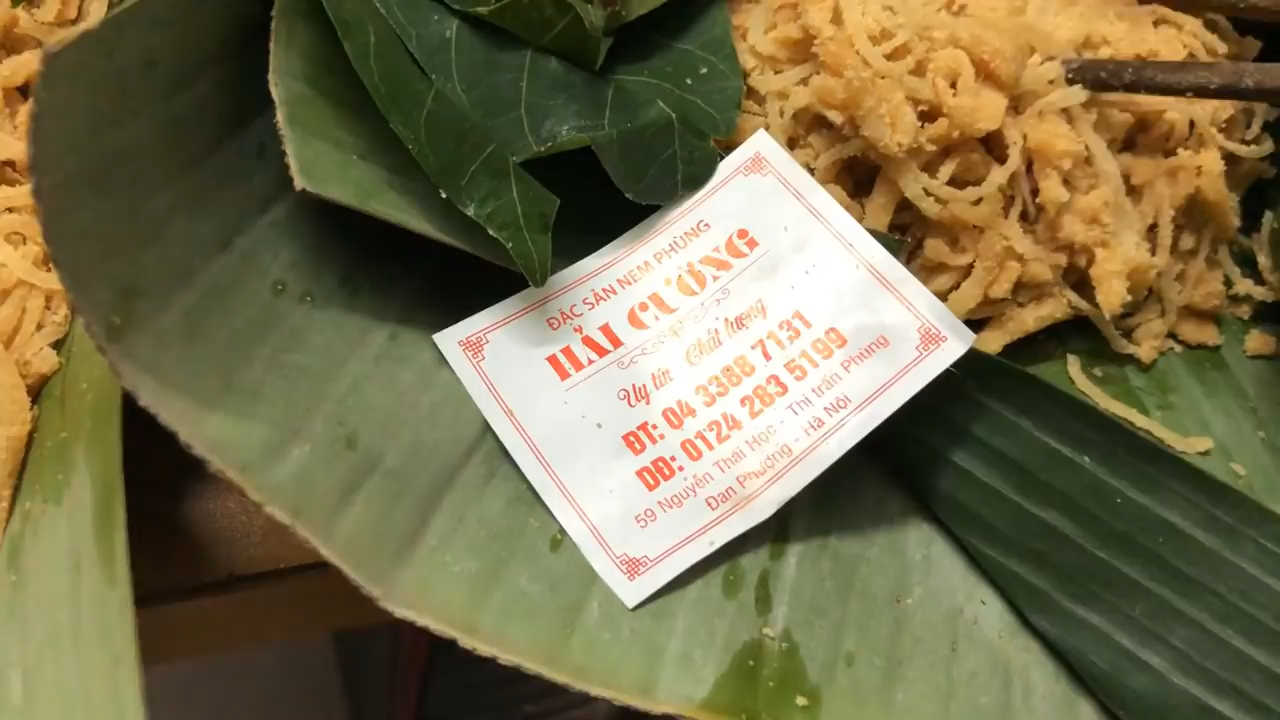 ĐẶC SẢN NEM PHÙNG
HẢI CƯỜNG
Uy tín - Chất lượng
ĐT: 04 3388 7131
DĐ: 0124 283 5199
59 Nguyễn Thái Học - Thị trấn Phùng
Đan Phượng - Hà Nội